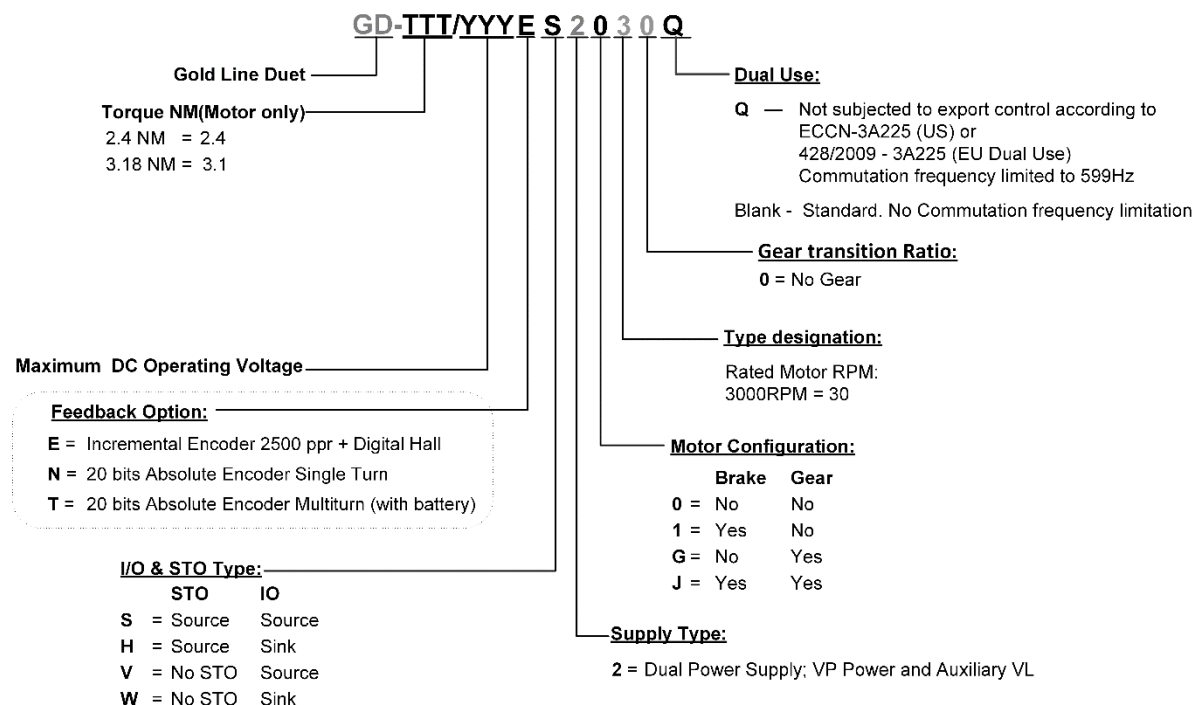 GD-TTT/YYYES2030Q
Gold Line Duet
Torque NM(Motor only)
2.4 NM = 2.4
3.18 NM = 3.1
Dual Use:
Q — Not subjected to export control according to
ECCN-3A225 (US) or
428/2009 - 3A225 (EU Dual Use)
Commutation frequency limited to 599Hz
Blank - Standard. No Commutation frequency limitation
Gear transition Ratio:
0 = No Gear
Type designation:
Rated Motor RPM:
3000RPM = 30
Maximum DC Operating Voltage
Feedback Option:
E = Incremental Encoder 2500 ppr + Digital Hall
N = 20 bits Absolute Encoder Single Turn
T = 20 bits Absolute Encoder Multiturn (with battery)
Motor Configuration:
Brake Gear
0 = No No
1 = Yes No
G = No Yes
J = Yes Yes
I/O & STO Type:
STO IO
S = Source Source
H = Source Sink
V = No STO Source
W = No STO Sink
Supply Type:
2 = Dual Power Supply; VP Power and Auxiliary VL